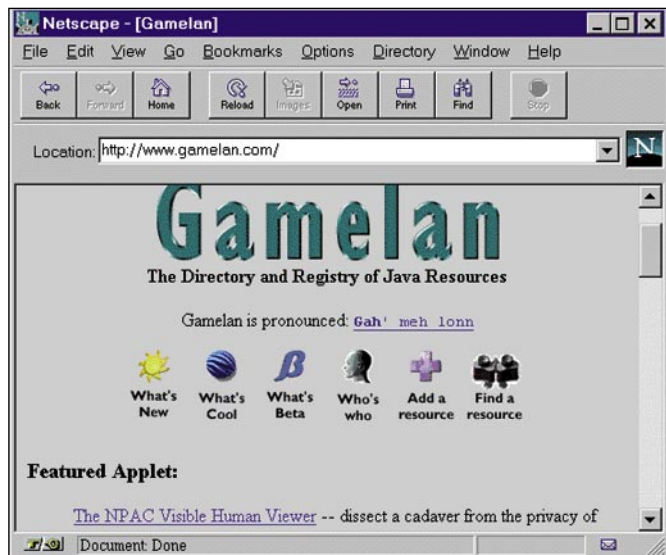 Netscape - [Gamelan]
File Edit View Go Bookmarks Options Directory Window Help
Back Forward Home Reload Images Open Print Find Stop
Location: http://www.gamelan.com/
N
Gamelan
The Directory and Registry of Java Resources
Gamelan is pronounced: Gah' meh lonn
β
What's New What's Cool What's Beta Who's who Add a resource Find a resource
Featured Applet:
The NPAC Visible Human Viewer -- dissect a cadaver from the privacy of
Document: Done